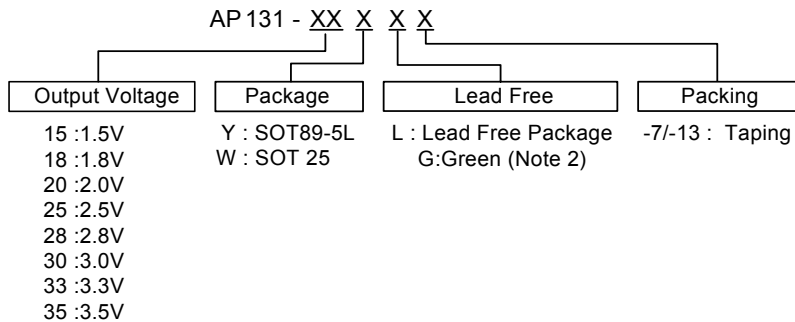 AP131 - XX X X X
Output Voltage Package Lead Free Packing
15 :1.5V Y : SOT89-5L L : Lead Free Package -7/-13 : Taping
18 :1.8V W : SOT 25 G:Green (Note 2)
20 :2.0V
25 :2.5V
28 :2.8V
30 :3.0V
33 :3.3V
35 :3.5V